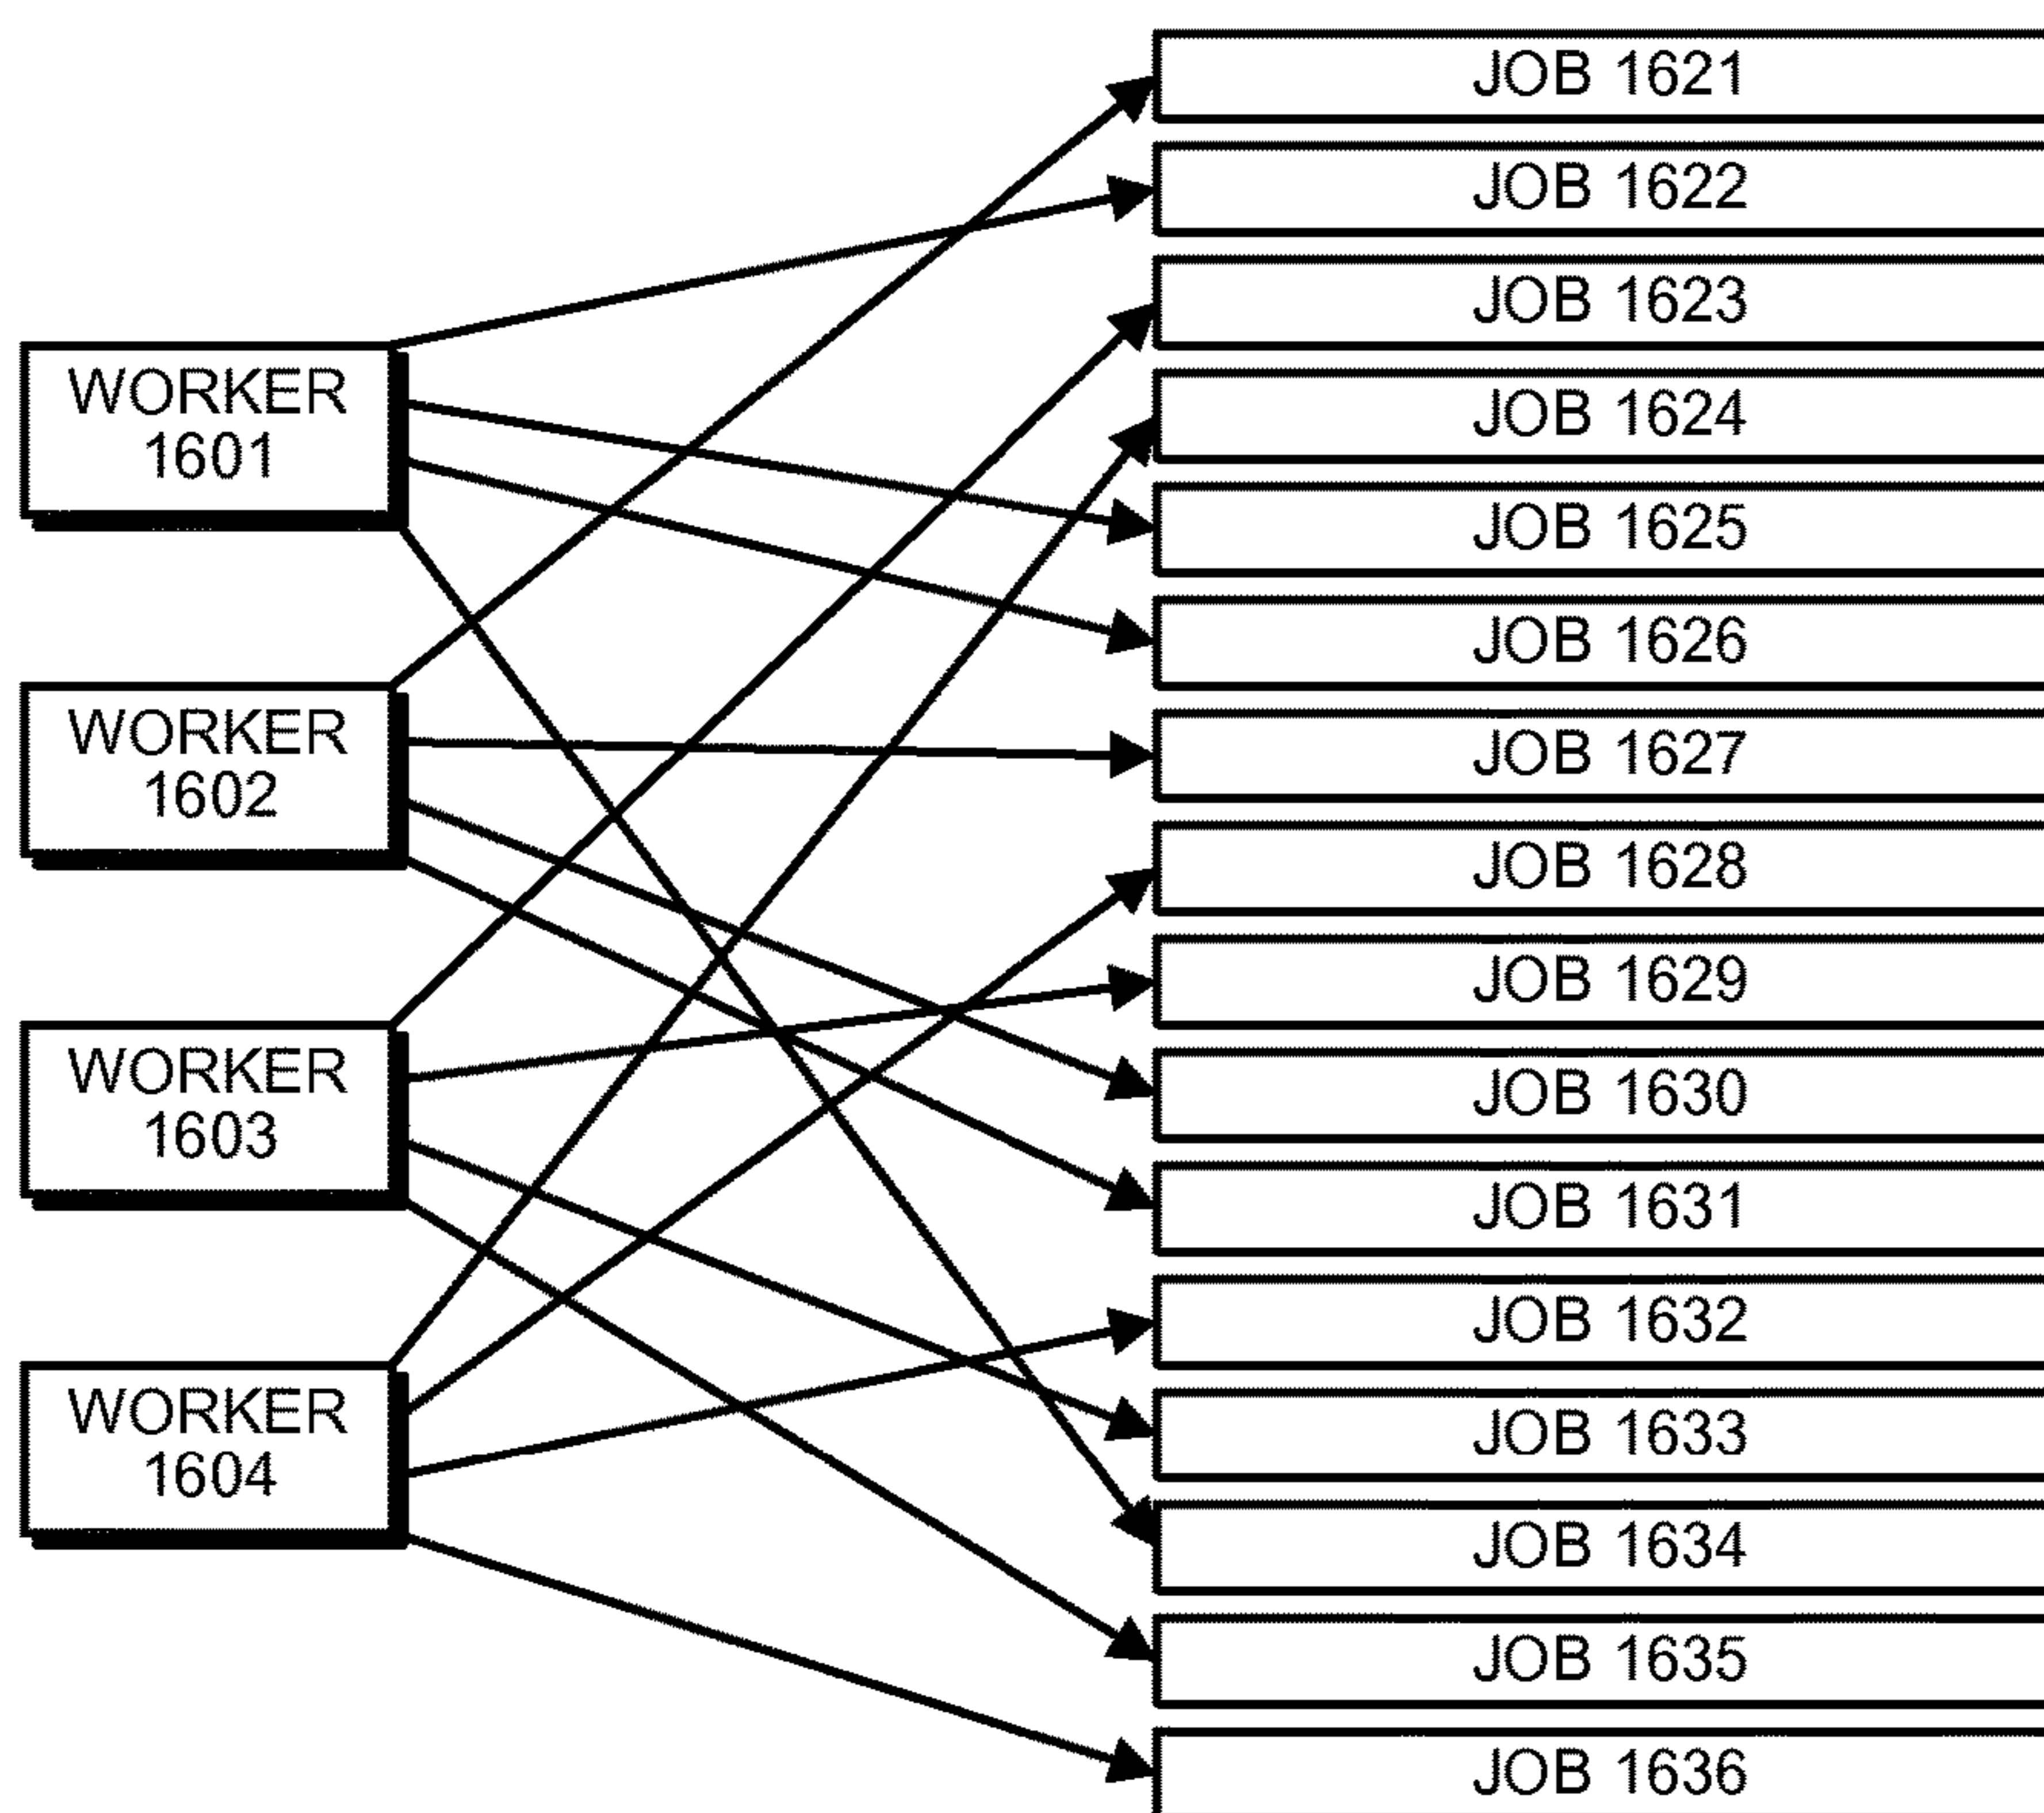 WORKER
1601
WORKER
1602
WORKER
1603
WORKER
1604
JOB 1621
JOB 1622
JOB 1623
JOB 1624
JOB 1625
JOB 1626
JOB 1627
JOB 1628
JOB 1629
JOB 1630
JOB 1631
JOB 1632
JOB 1633
JOB 1634
JOB 1635
JOB 1636